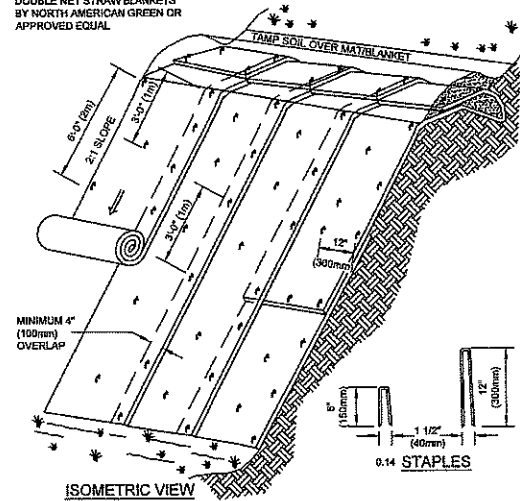 DOUBLE NET STRAW BLANKETS
BY NORTH AMERICAN GREEN OR
APPROVED EQUAL
TAMP SOIL OVER MAT/BLANKET
6'-0" (2m)
2:1 SLOPE
3'-0" (1m)
3'-0" (1m)
12"
(300mm)
MINIMUM 4"
(100mm)
OVERLAP
6"
(150mm)
12"
(300mm)
1 1/2"
(40mm)
0.14 STAPLES
ISOMETRIC VIEW